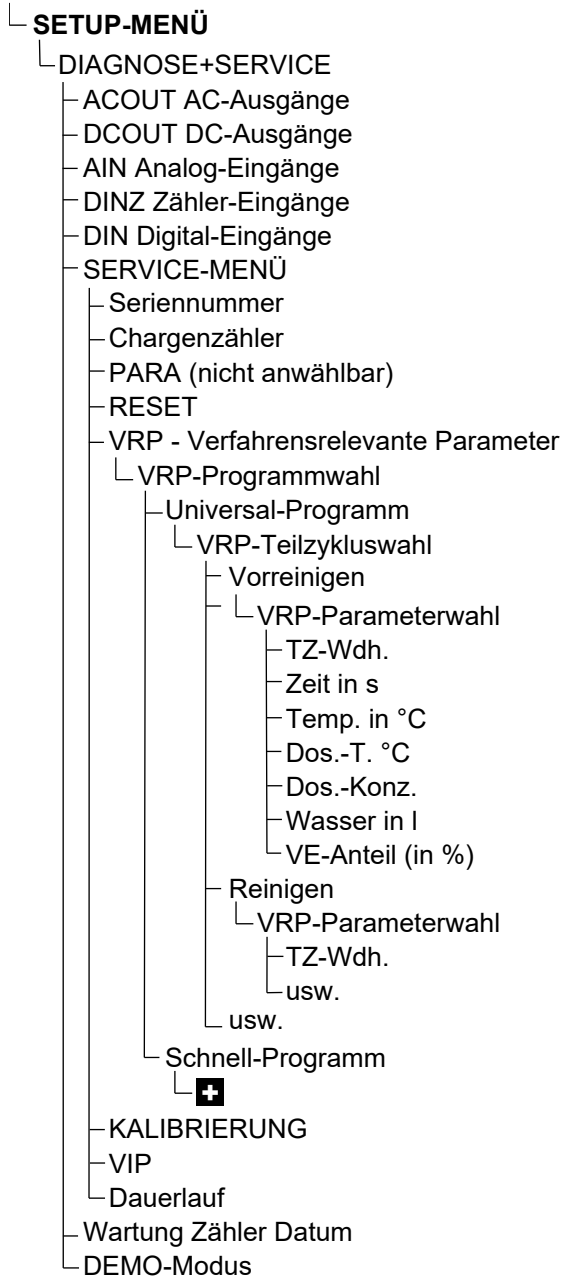 SETUP-MENÜ
DIAGNOSE+SERVICE
ACOUT AC-Ausgänge
DCOUT DC-Ausgänge
AIN Analog-Eingänge
DINZ Zähler-Eingänge
DIN Digital-Eingänge
SERVICE-MENÜ
Seriennummer
Chargenzähler
PARA (nicht anwählbar)
RESET
VRP - Verfahrensrelevante Parameter
VRP-Programmwahl
Universal-Programm
VRP-Teilzykluswahl
Vorreinigen
VRP-Parameterwahl
TZ-Wdh.
Zeit in s
Temp. in °C
Dos.-T. °C
Dos.-Konz.
Wasser in l
VE-Anteil (in %)
Reinigen
VRP-Parameterwahl
TZ-Wdh.
usw.
usw.
Schnell-Programm
+
KALIBRIERUNG
VIP
Dauerlauf
Wartung Zähler Datum
DEMO-Modus